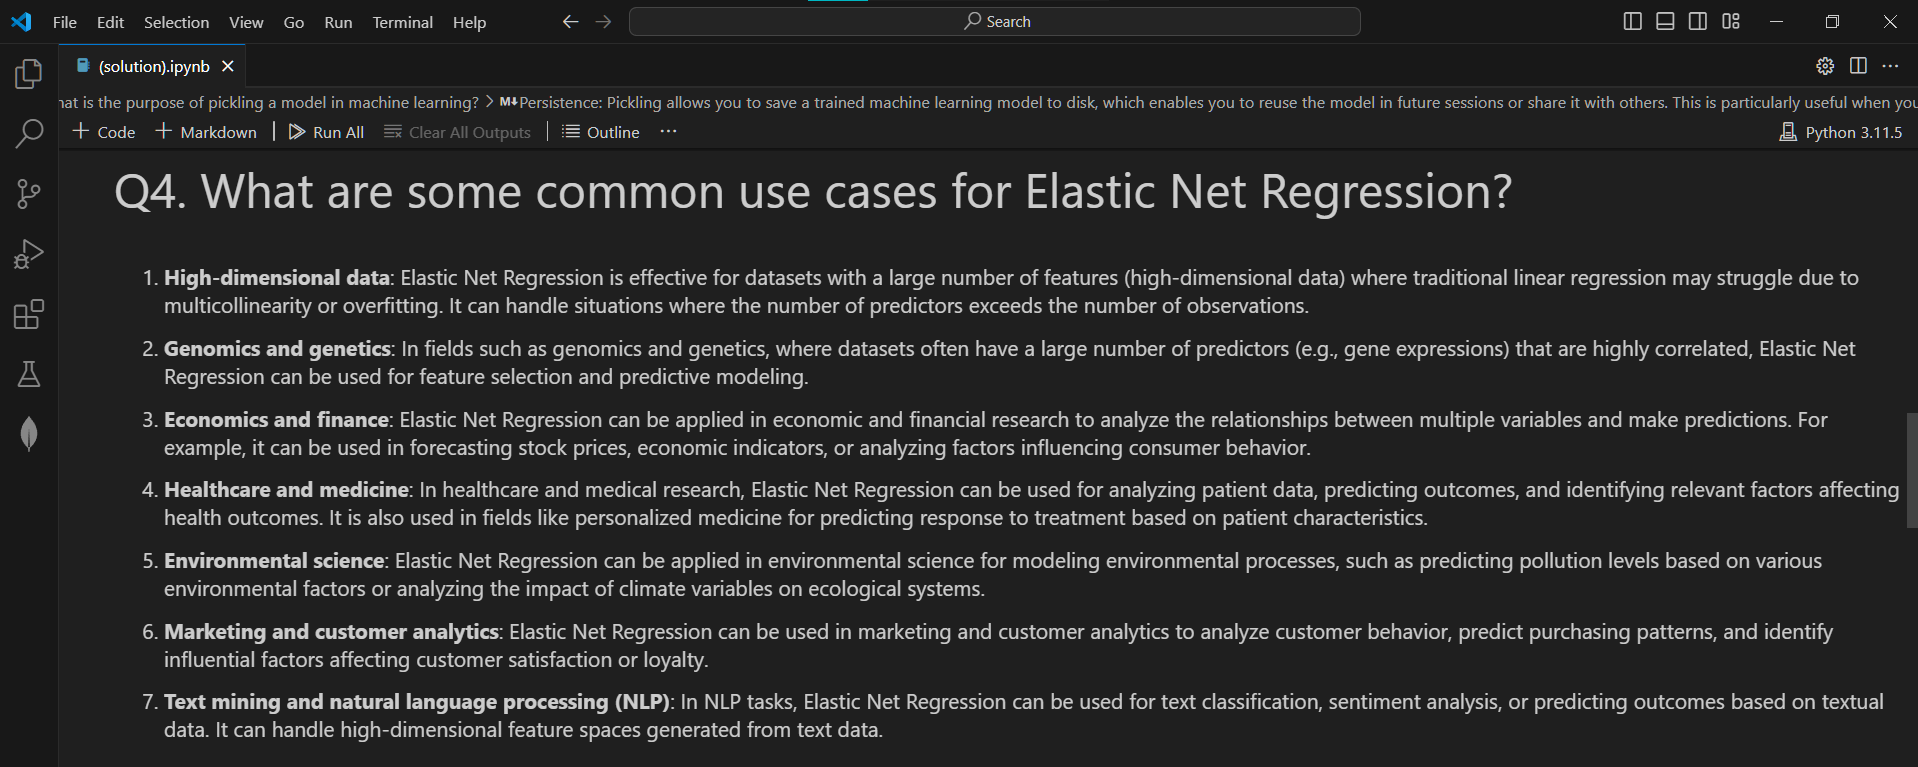 File Edit Selection View Go Run Terminal Help
Search
(solution).ipynb
hat is the purpose of pickling a model in machine learning? > M↓Persistence: Pickling allows you to save a trained machine learning model to disk, which enables you to reuse the model in future sessions or share it with others. This is particularly useful when you
+ Code + Markdown | Run All Clear All Outputs | Outline ···
Python 3.11.5
Q4. What are some common use cases for Elastic Net Regression?
1. High-dimensional data: Elastic Net Regression is effective for datasets with a large number of features (high-dimensional data) where traditional linear regression may struggle due to
multicollinearity or overfitting. It can handle situations where the number of predictors exceeds the number of observations.
2. Genomics and genetics: In fields such as genomics and genetics, where datasets often have a large number of predictors (e.g., gene expressions) that are highly correlated, Elastic Net
Regression can be used for feature selection and predictive modeling.
3. Economics and finance: Elastic Net Regression can be applied in economic and financial research to analyze the relationships between multiple variables and make predictions. For
example, it can be used in forecasting stock prices, economic indicators, or analyzing factors influencing consumer behavior.
4. Healthcare and medicine: In healthcare and medical research, Elastic Net Regression can be used for analyzing patient data, predicting outcomes, and identifying relevant factors affecting
health outcomes. It is also used in fields like personalized medicine for predicting response to treatment based on patient characteristics.
5. Environmental science: Elastic Net Regression can be applied in environmental science for modeling environmental processes, such as predicting pollution levels based on various
environmental factors or analyzing the impact of climate variables on ecological systems.
6. Marketing and customer analytics: Elastic Net Regression can be used in marketing and customer analytics to analyze customer behavior, predict purchasing patterns, and identify
influential factors affecting customer satisfaction or loyalty.
7. Text mining and natural language processing (NLP): In NLP tasks, Elastic Net Regression can be used for text classification, sentiment analysis, or predicting outcomes based on textual
data. It can handle high-dimensional feature spaces generated from text data.